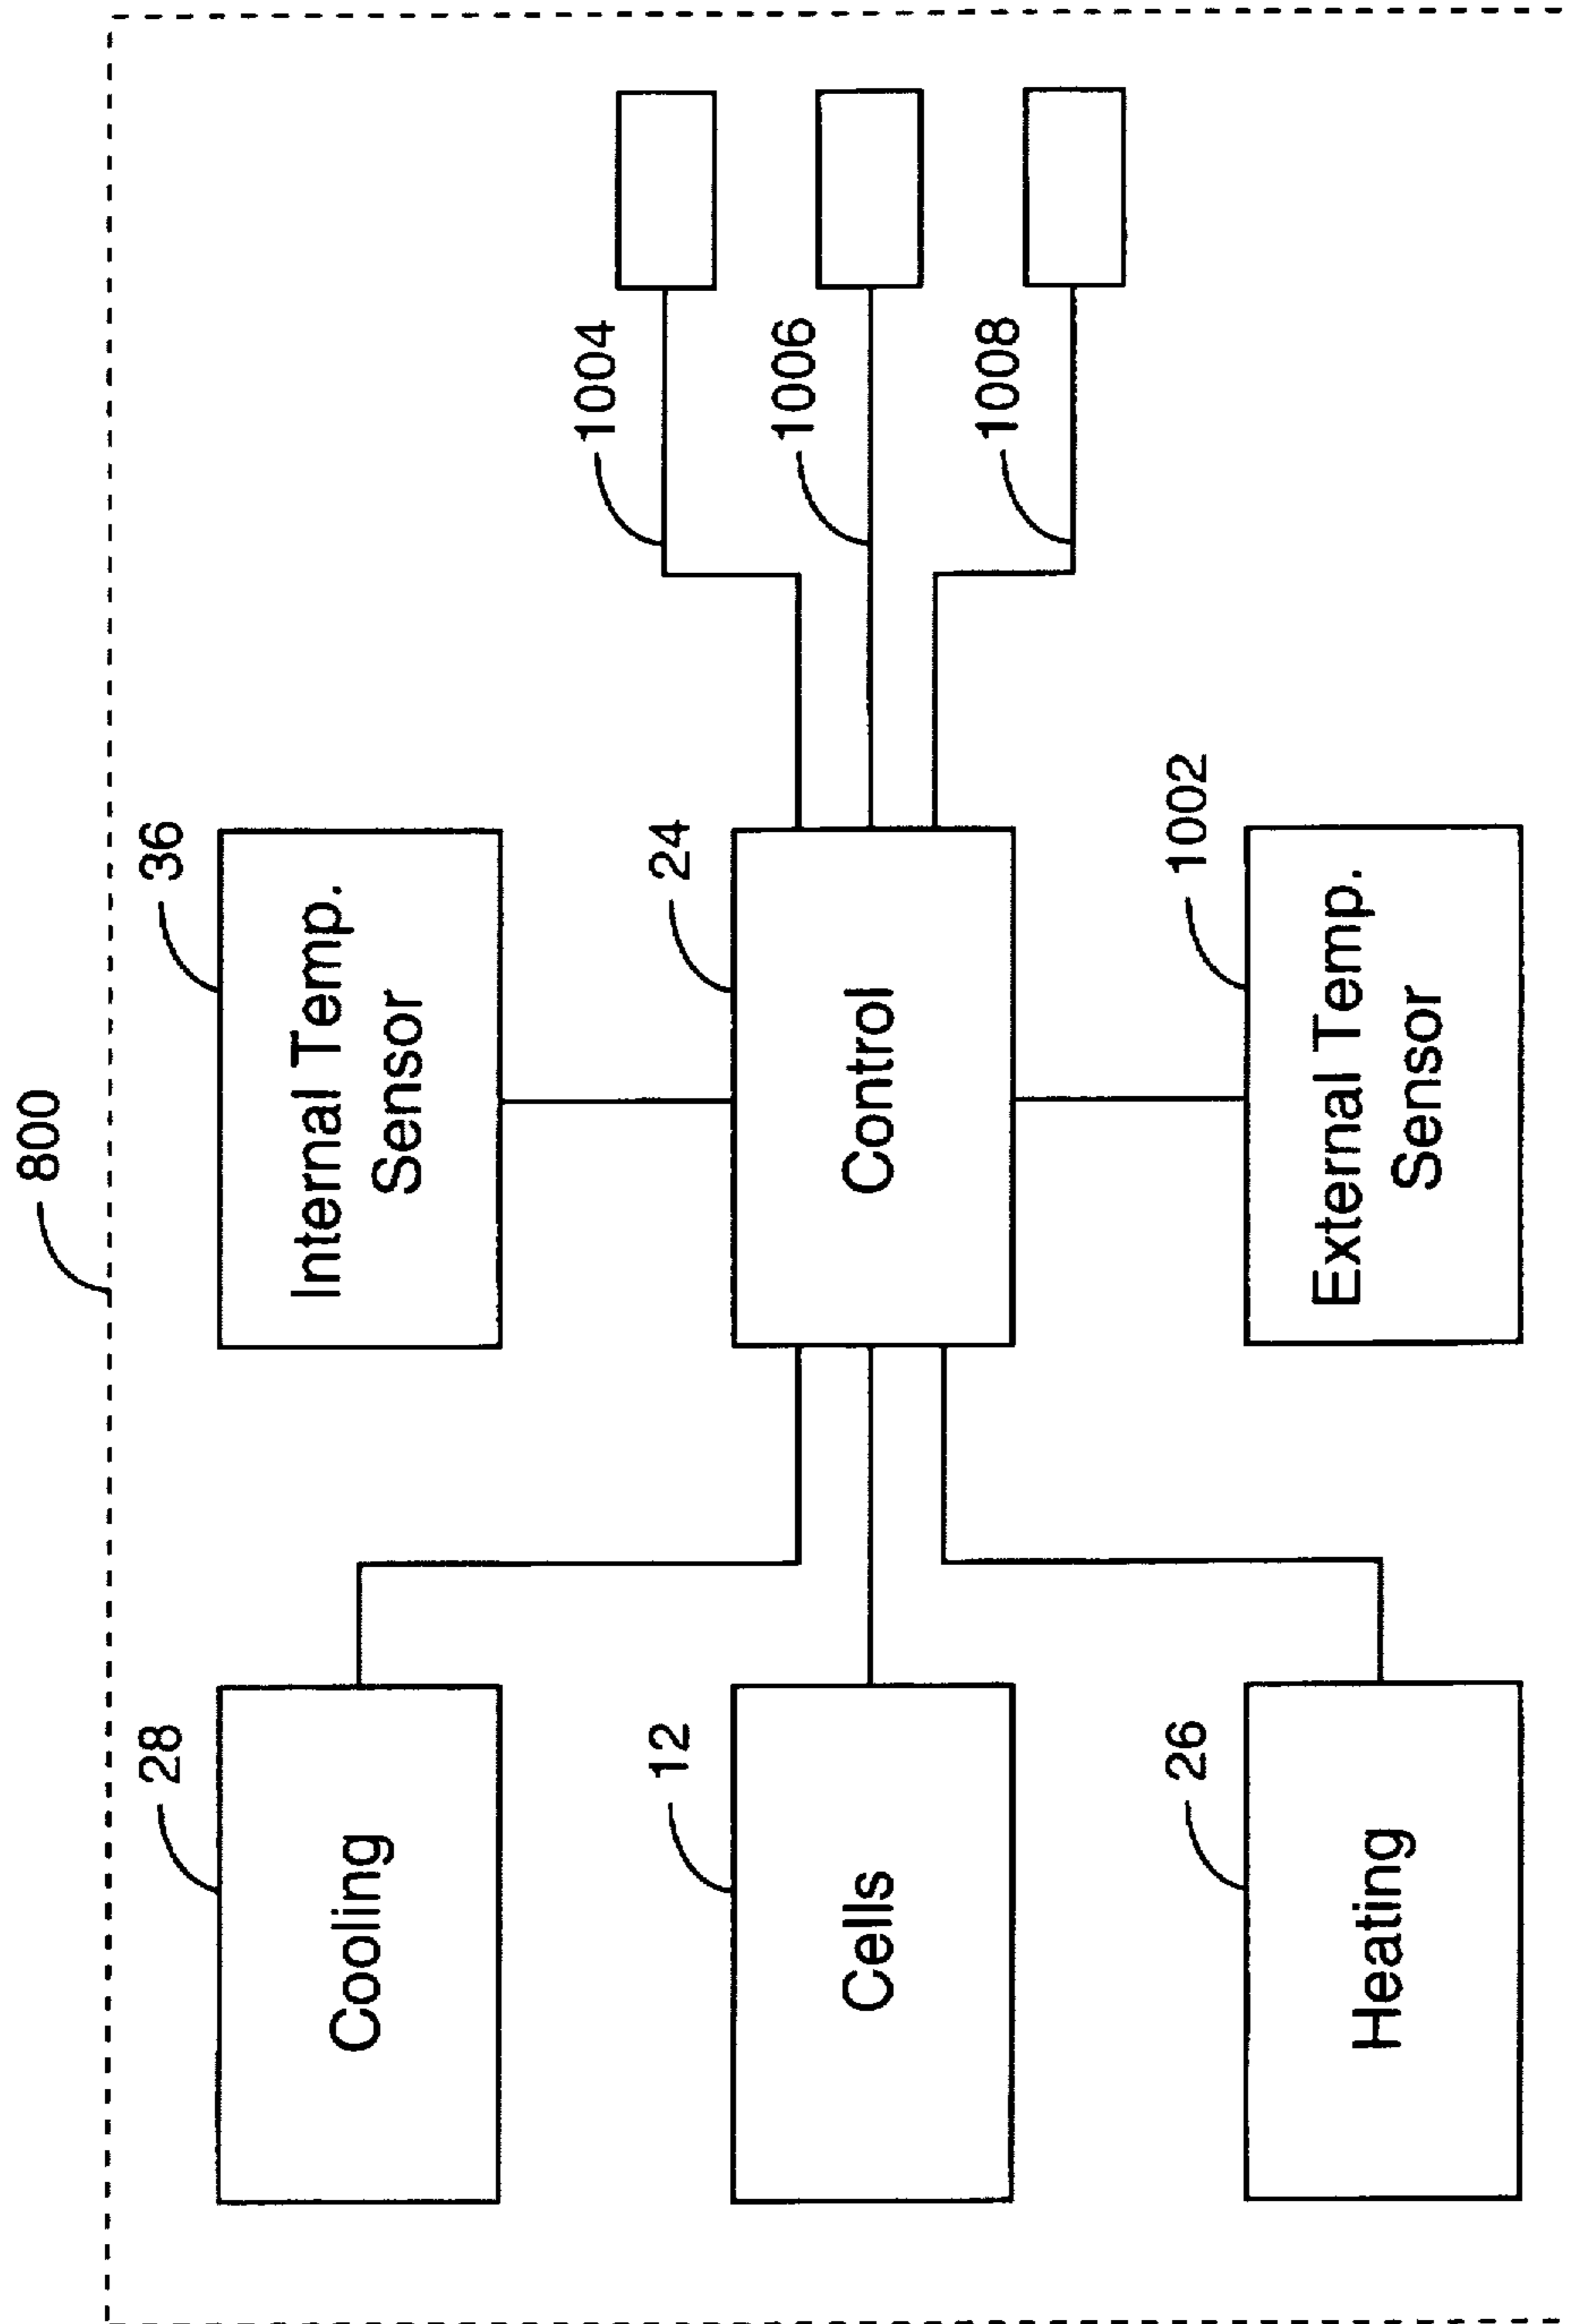 800
28
Cooling
36
Internal Temp.
Sensor
12
Cells
24
Control
1004
1006
1008
26
Heating
1002
External Temp.
Sensor